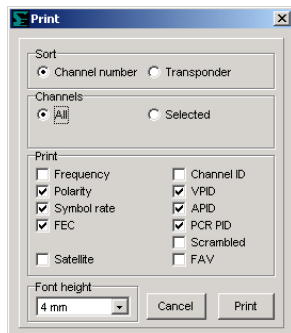 Print
Sort
Channel number Transponder
Channels
All Selected
Print
Frequency Channel ID
Polarity VPID
Symbol rate APID
FEC PCR PID
Scrambled
Satellite FAV
Font height
4 mm Cancel Print